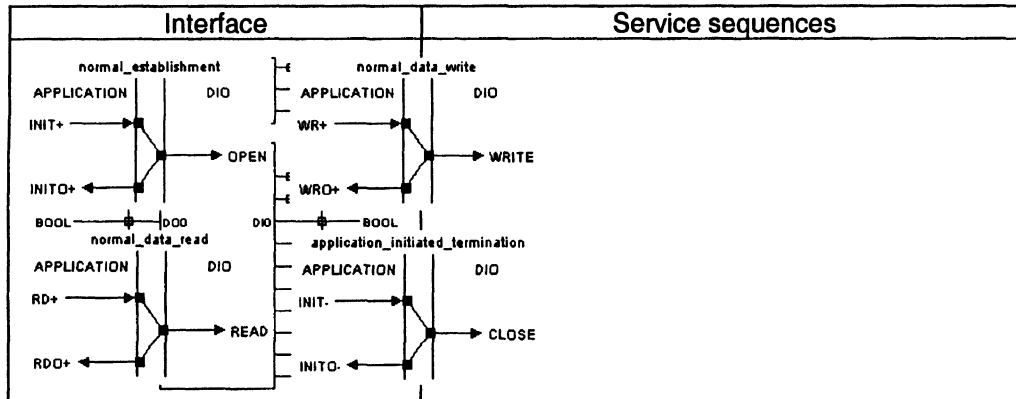 Interface Service sequences
normal_establishment normal_data_write
APPLICATION DIO APPLICATION DIO
INIT+ WR+
OPEN WRITE
INITO+ WRO+
BOOL DO0 DIO BOOL
normal_data_read application_initiated_termination
APPLICATION DIO APPLICATION DIO
RD+ INIT-
READ CLOSE
RDO+ INITO-